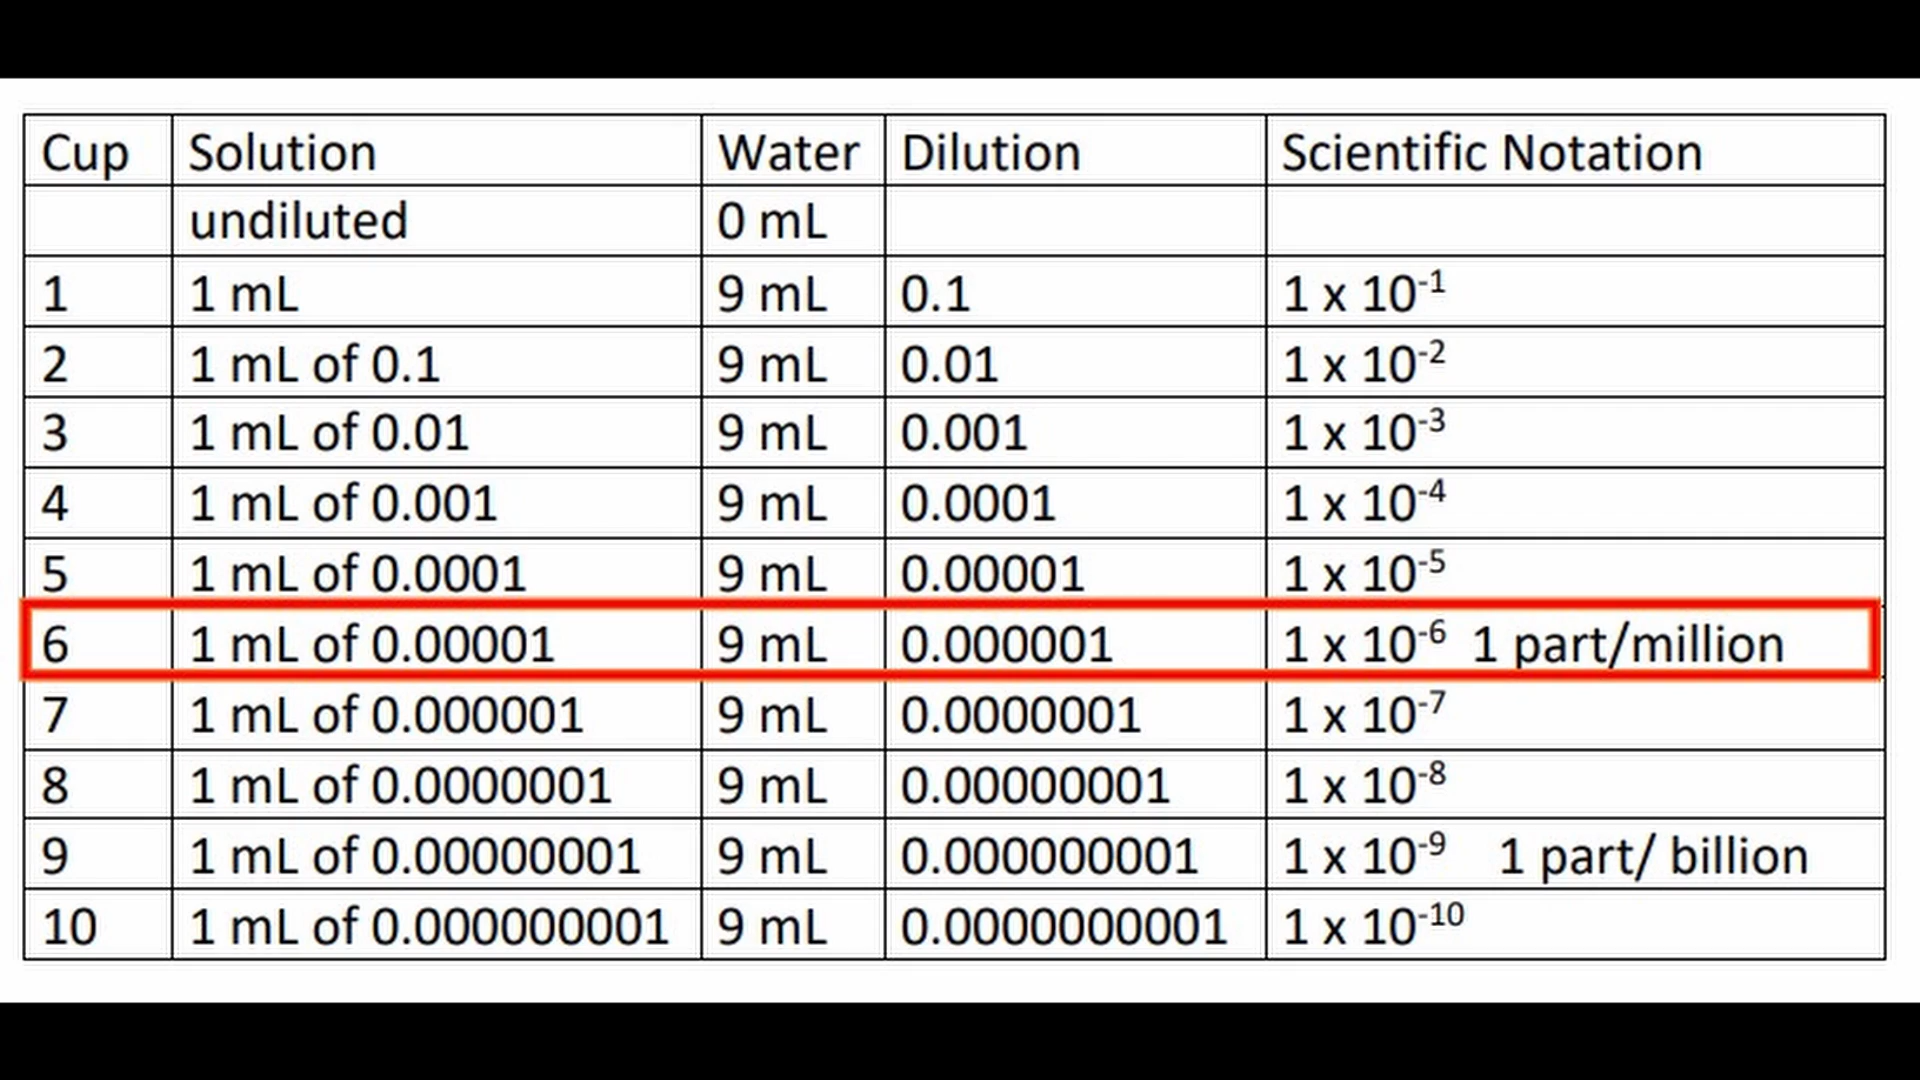 Cup Solution Water Dilution Scientific Notation
undiluted 0 mL
1 1 mL 9 mL 0.1 1 x 10⁻¹
2 1 mL of 0.1 9 mL 0.01 1 x 10⁻²
3 1 mL of 0.01 9 mL 0.001 1 x 10⁻³
4 1 mL of 0.001 9 mL 0.0001 1 x 10⁻⁴
5 1 mL of 0.0001 9 mL 0.00001 1 x 10⁻⁵
6 1 mL of 0.00001 9 mL 0.000001 1 x 10⁻⁶ 1 part/million
7 1 mL of 0.000001 9 mL 0.0000001 1 x 10⁻⁷
8 1 mL of 0.0000001 9 mL 0.00000001 1 x 10⁻⁸
9 1 mL of 0.00000001 9 mL 0.000000001 1 x 10⁻⁹ 1 part/ billion
10 1 mL of 0.000000001 9 mL 0.0000000001 1 x 10⁻¹⁰